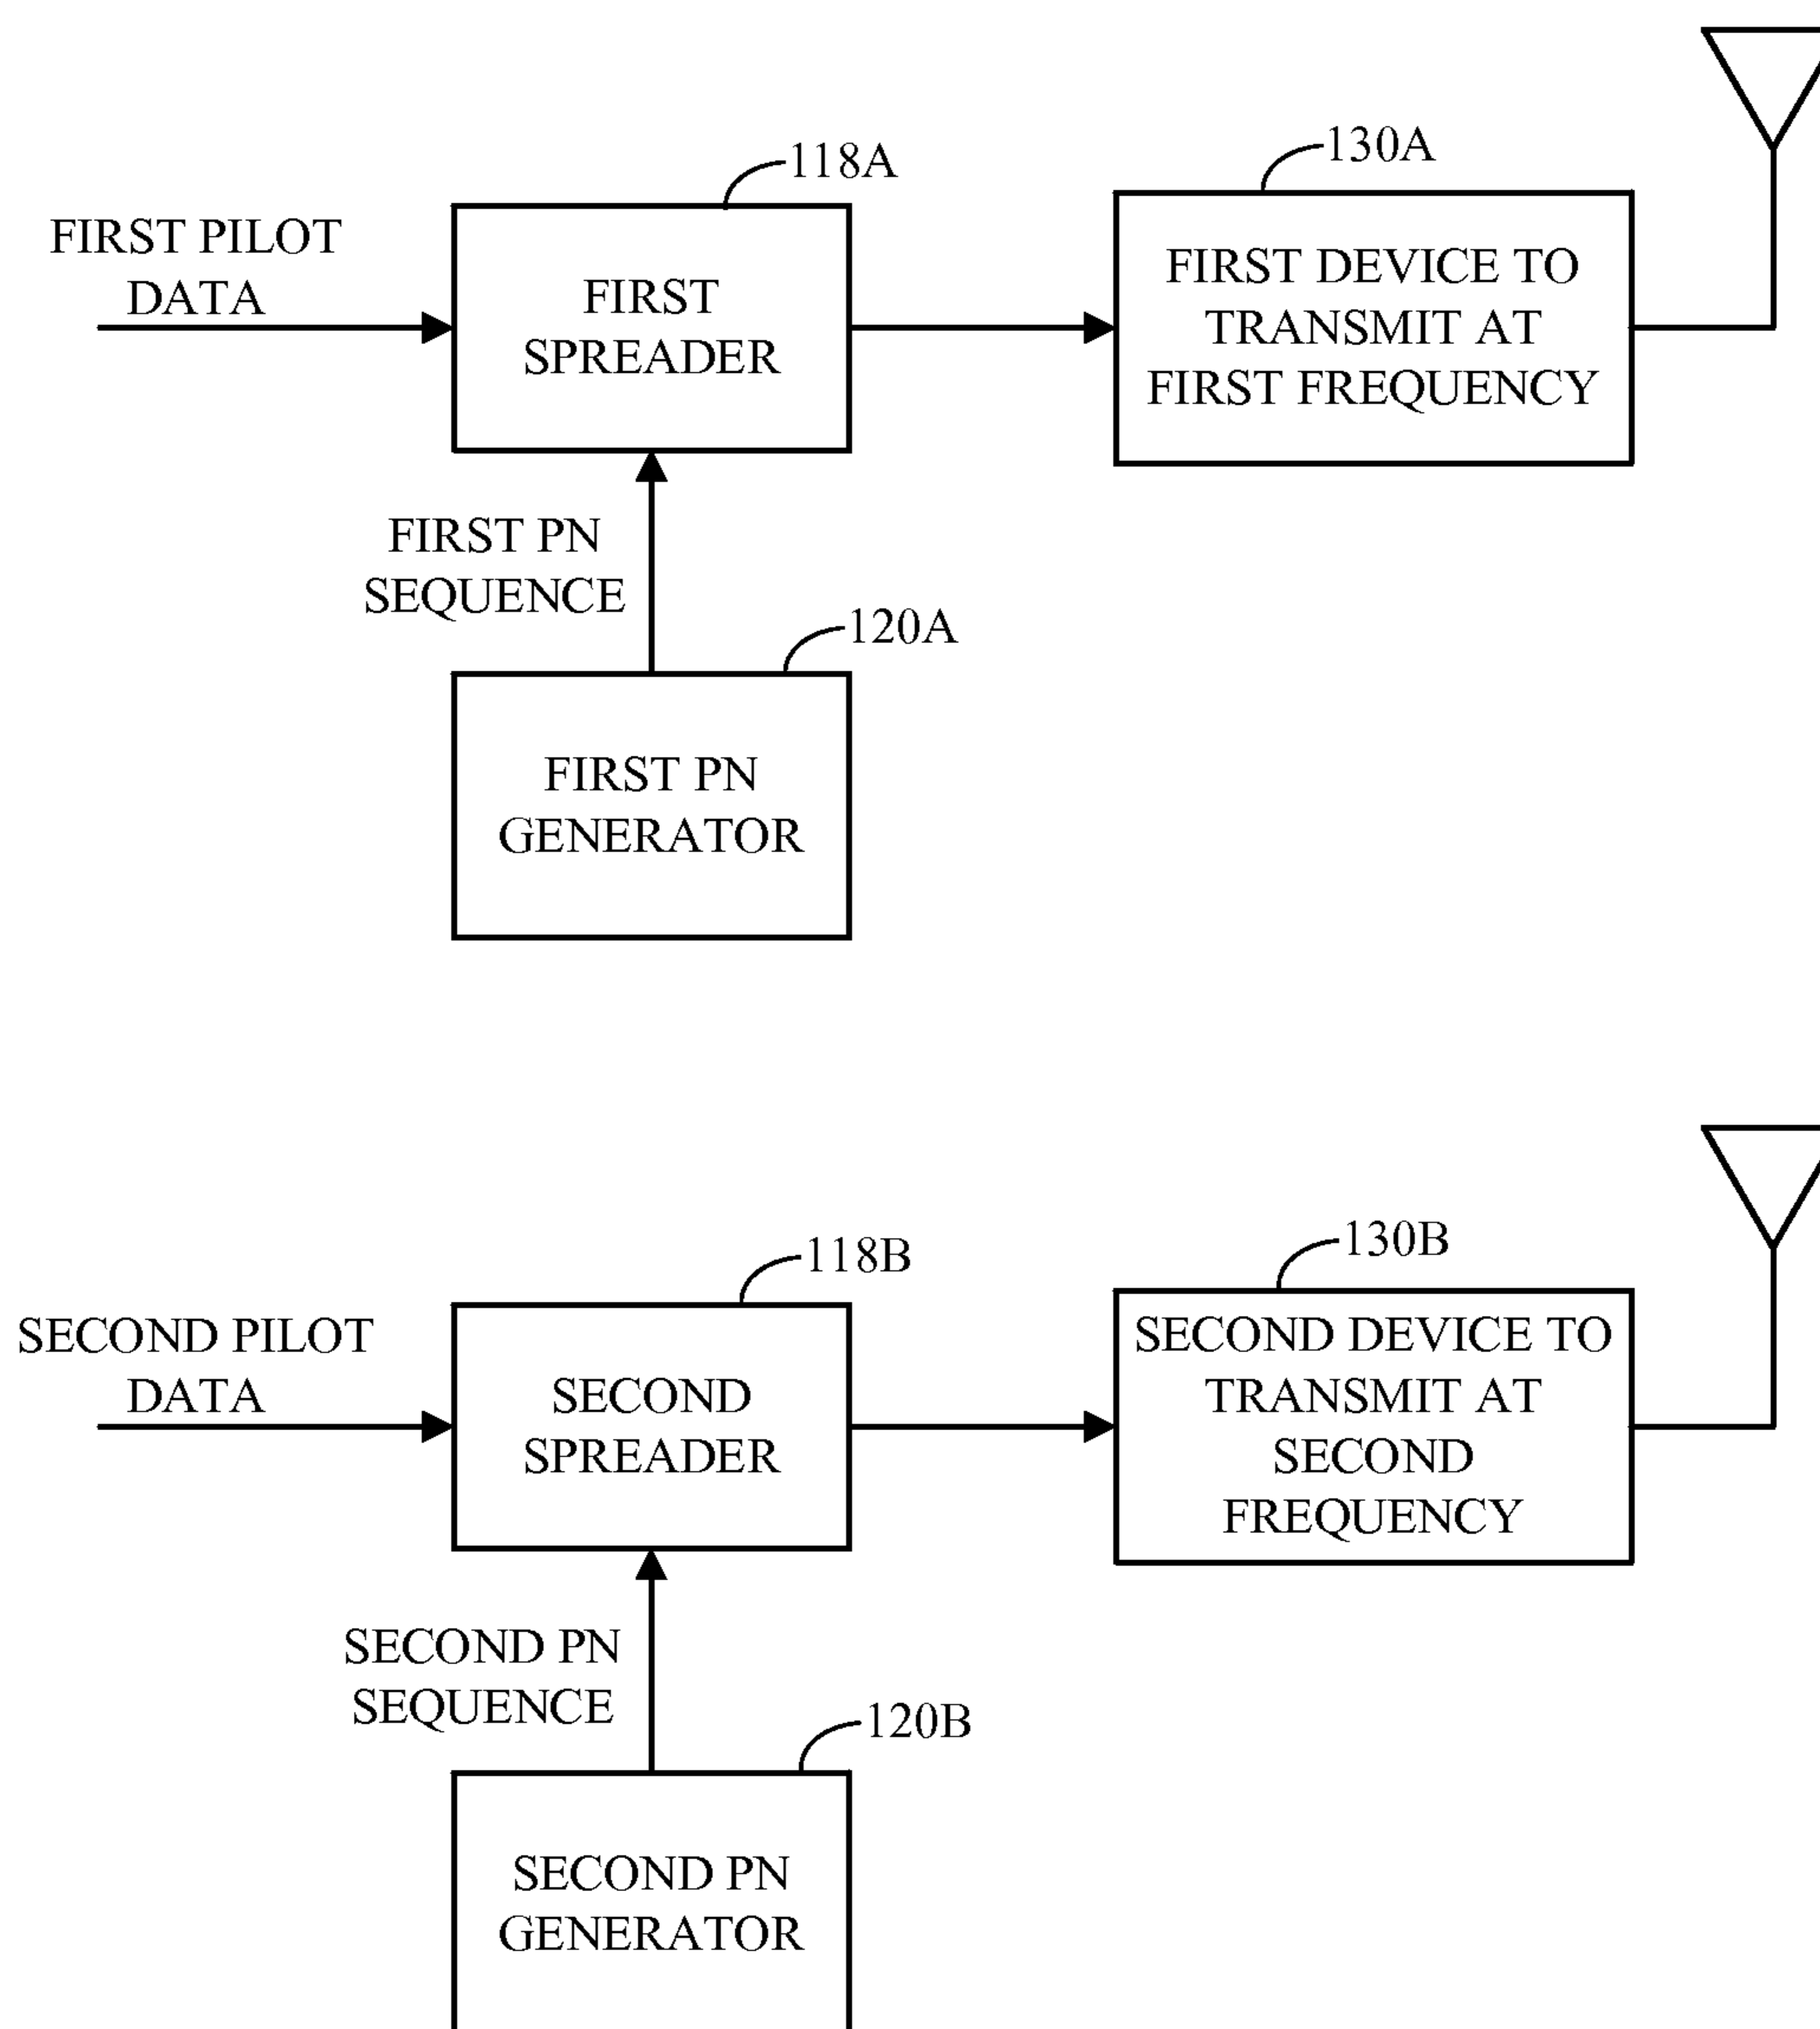 118A
130A
FIRST PILOT
DATA
FIRST
SPREADER
FIRST DEVICE TO
TRANSMIT AT
FIRST FREQUENCY
FIRST PN
SEQUENCE
120A
FIRST PN
GENERATOR
118B
130B
SECOND PILOT
DATA
SECOND
SPREADER
SECOND DEVICE TO
TRANSMIT AT
SECOND
FREQUENCY
SECOND PN
SEQUENCE
120B
SECOND PN
GENERATOR